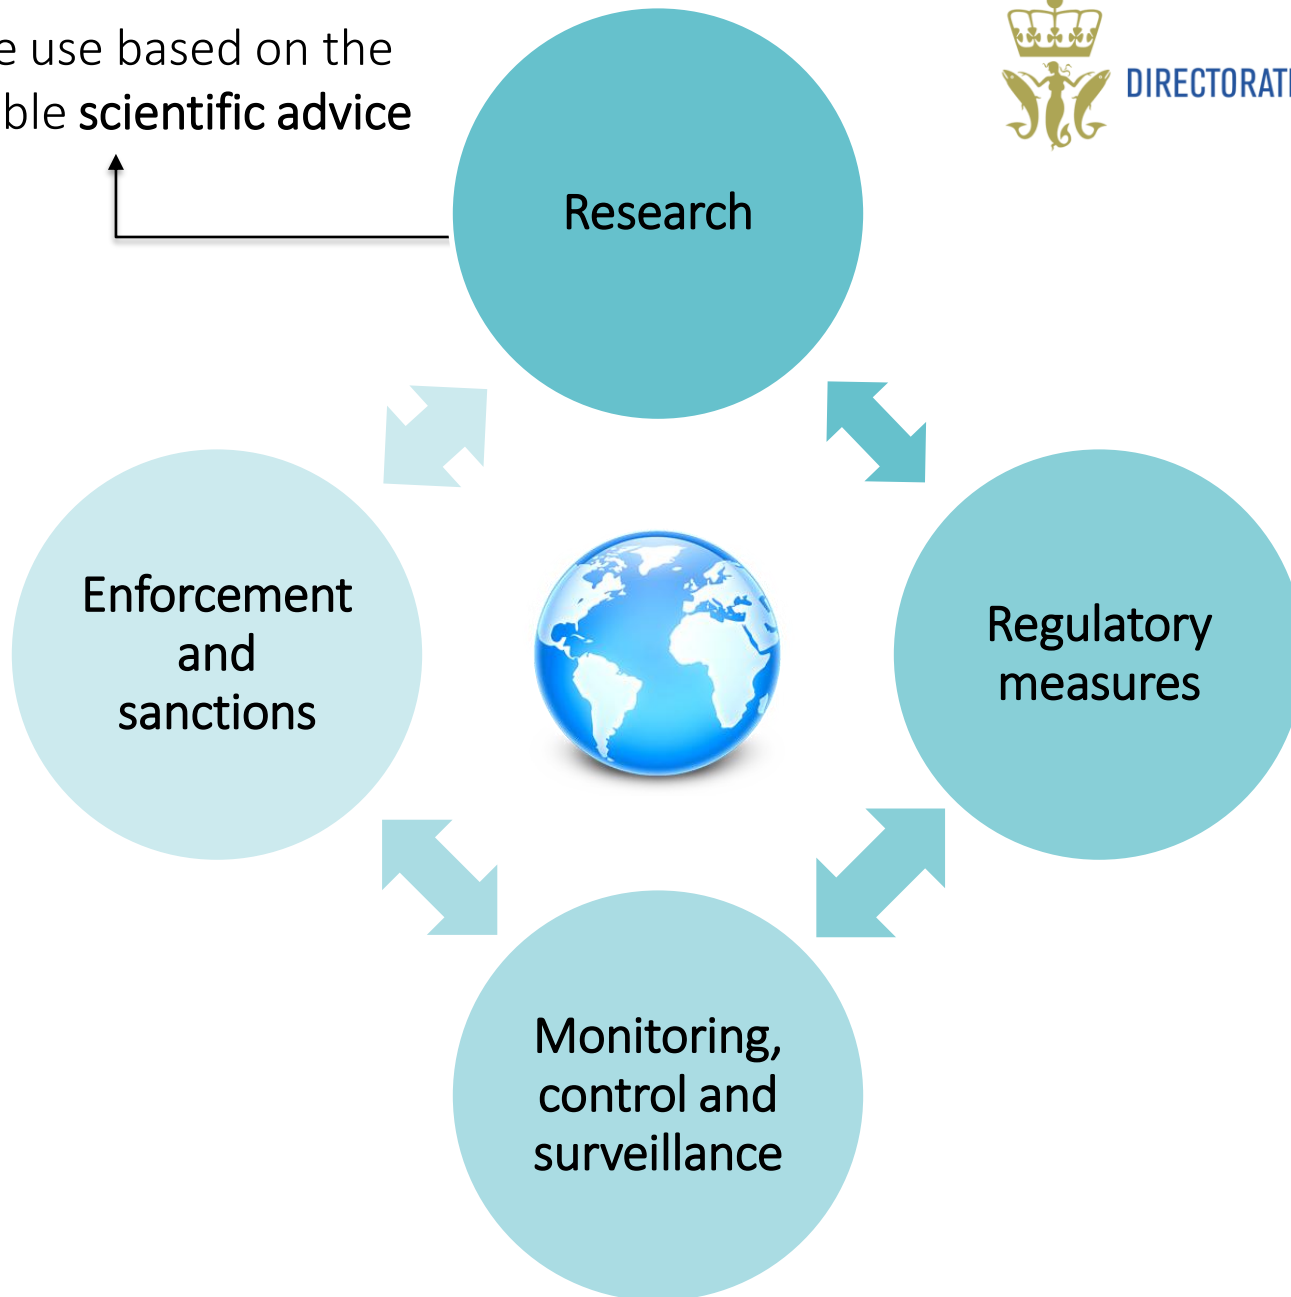 e use based on the
ble scientific advice
DIRECTORAT
Research
Enforcement
and
sanctions
Regulatory
measures
Monitoring,
control and
surveillance